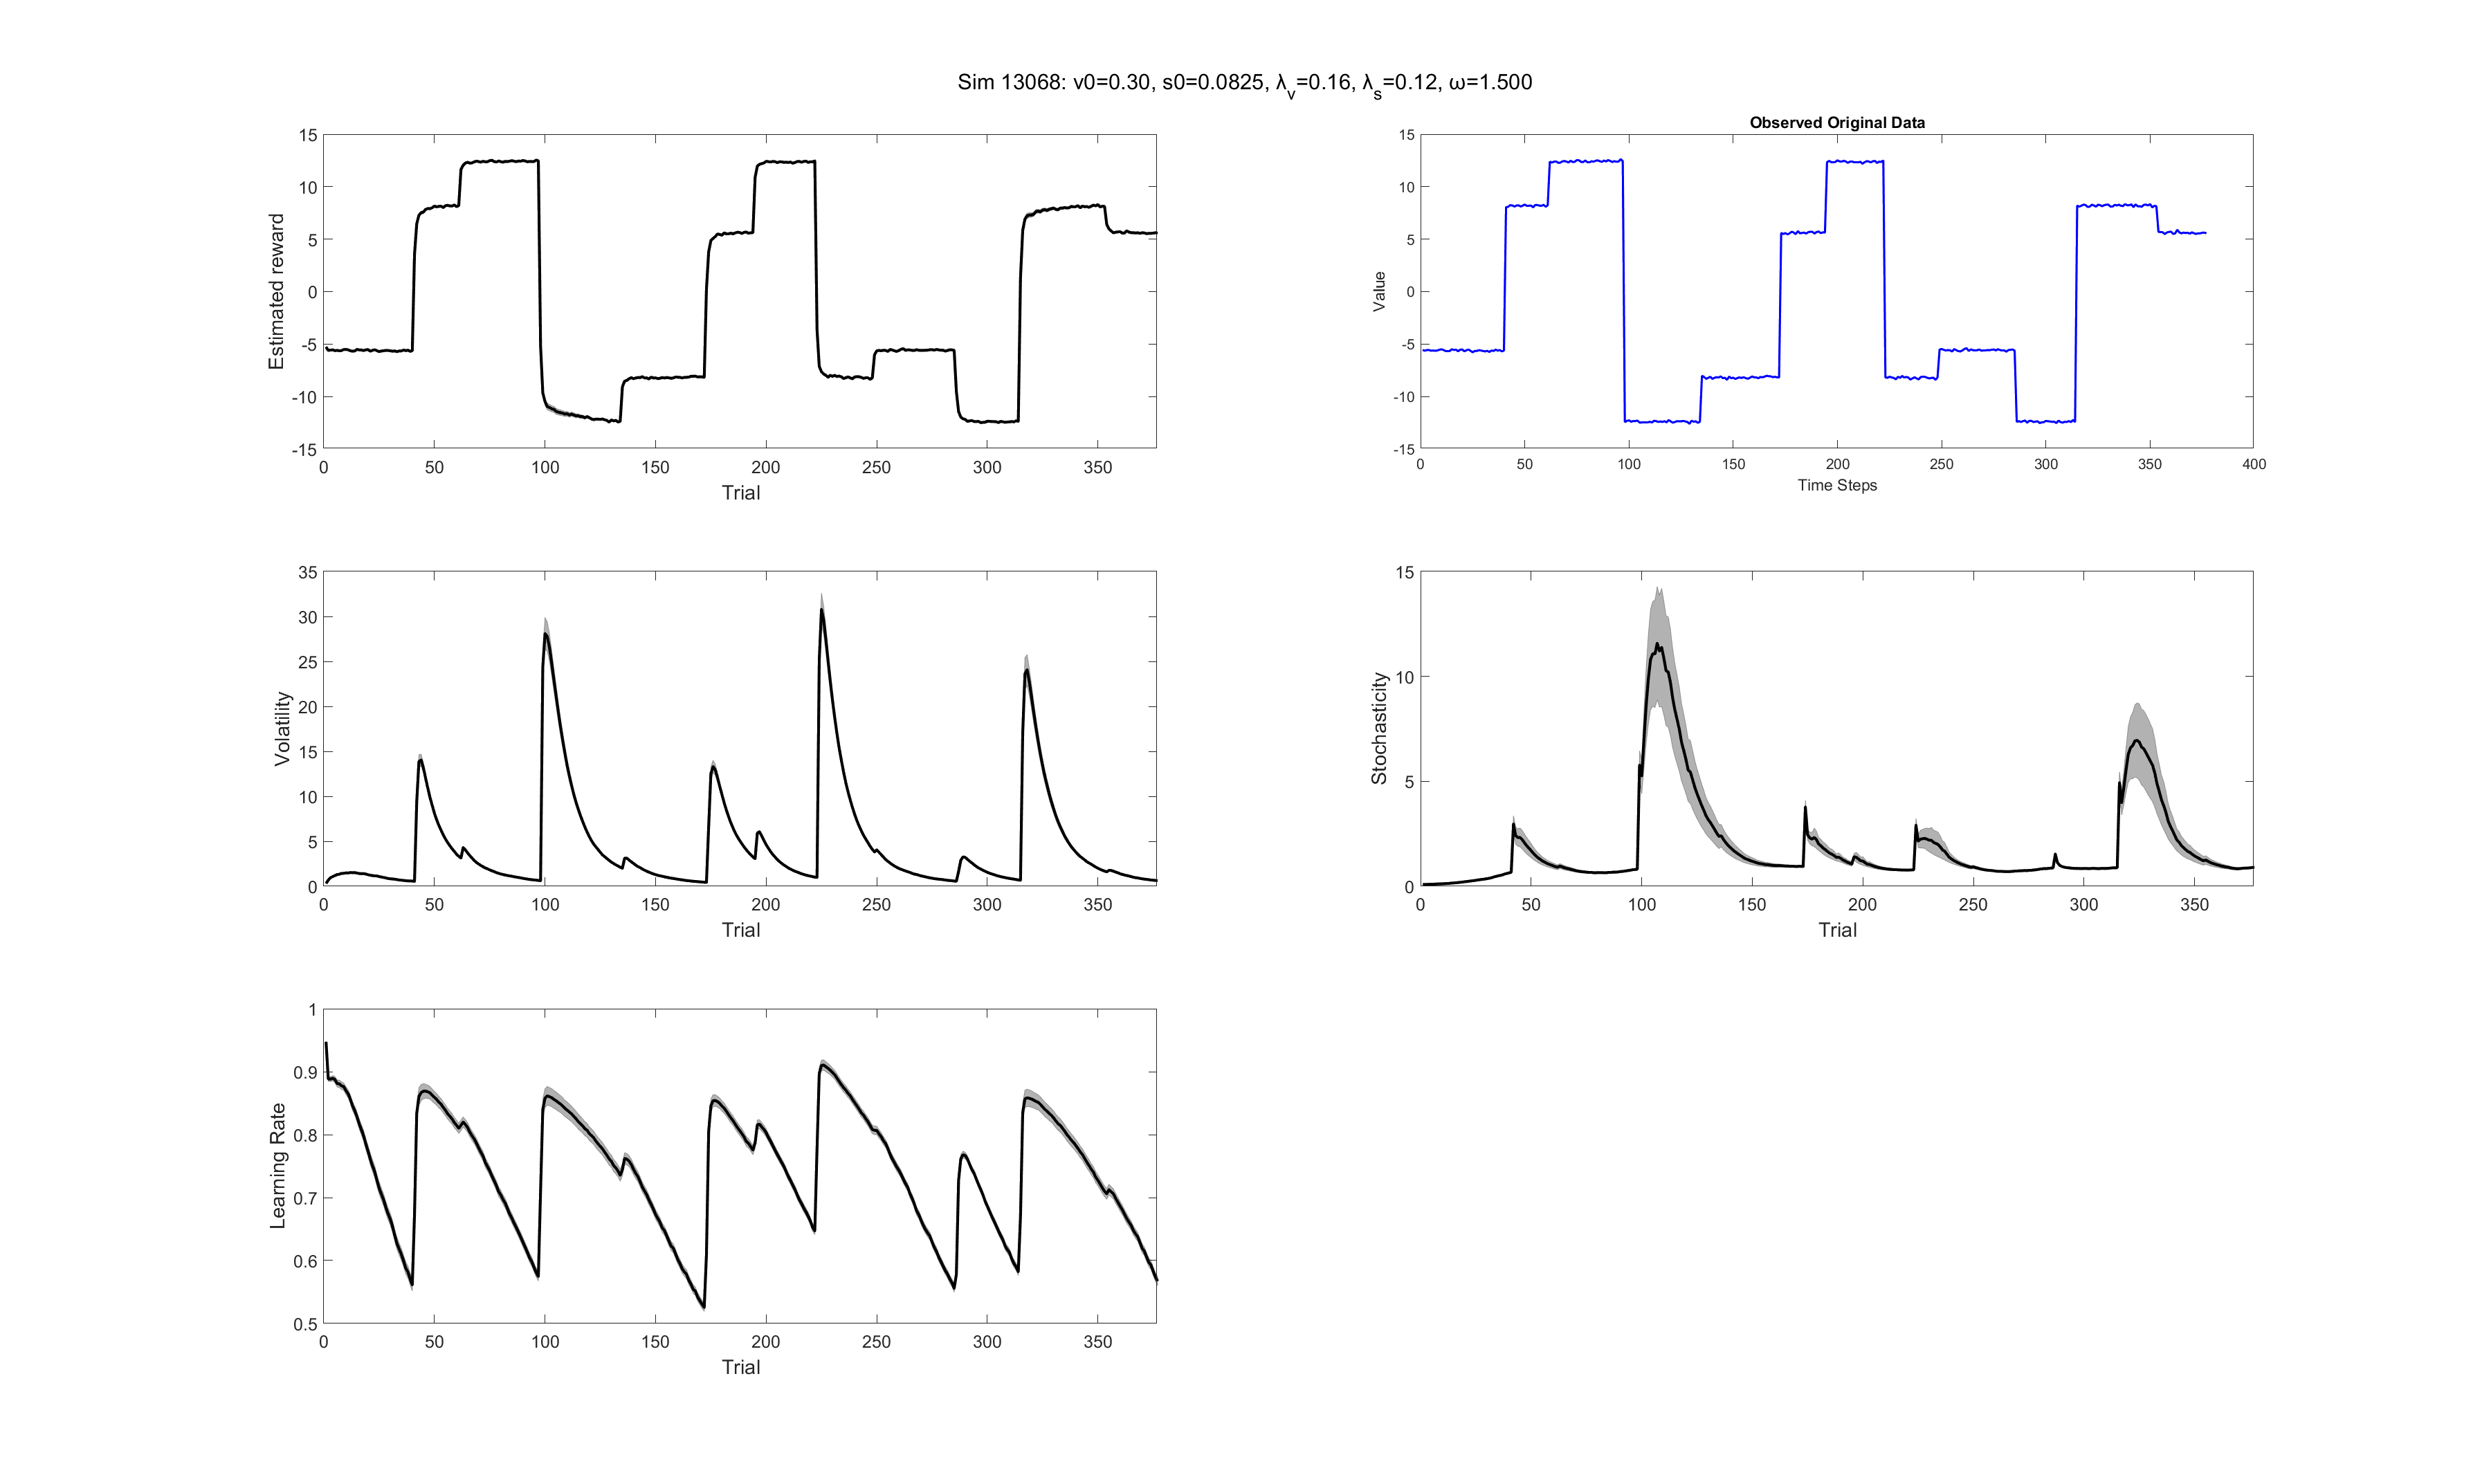 Sim 13068: v0=0.30, s0=0.0825, λv=0.16, λs=0.12, ω=1.500
15
10
5
0
-5
-10
-15
Estimated reward
0 50 100 150 200 250 300 350
Trial
Observed Original Data
15
10
5
0
-5
-10
-15
Value
0 50 100 150 200 250 300 350 400
Time Steps
35
30
25
20
15
10
5
0
Volatility
0 50 100 150 200 250 300 350
Trial
15
10
5
0
Stochasticity
0 50 100 150 200 250 300 350
Trial
1
0.9
0.8
0.7
0.6
0.5
Learning Rate
0 50 100 150 200 250 300 350
Trial